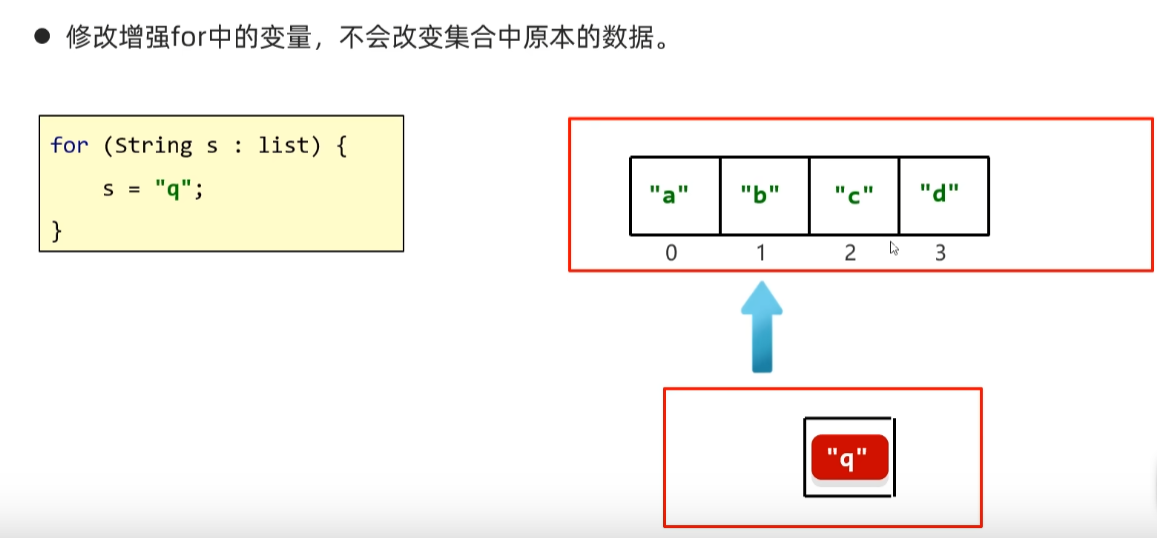 ● 修改增强for中的变量，不会改变集合中原本的数据。
for (String s : list) {
s = "q";
}
"a" "b" "c" "d"
0 1 2 3
"q"